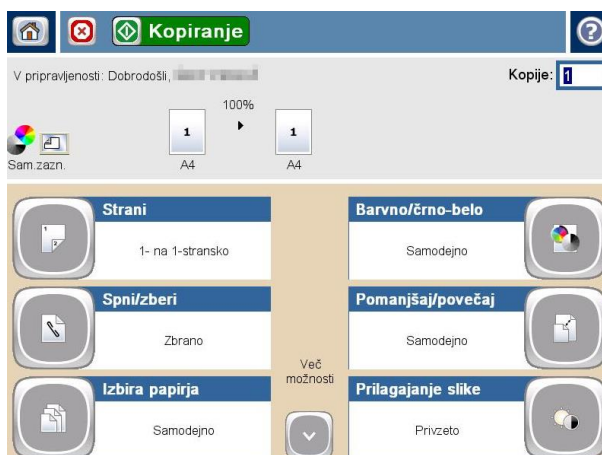 Kopiranje
V pripravljenosti: Dobrodošli,
Kopije: 1
100%
1
1
Sam.zazn.
A4
A4
Strani
1- na 1-stransko
Barvno/črno-belo
Samodejno
Spni/zberi
Zbrano
Pomanjšaj/povečaj
Samodejno
Več
možnosti
Izbira papirja
Samodejno
Prilagajanje slike
Privzeto